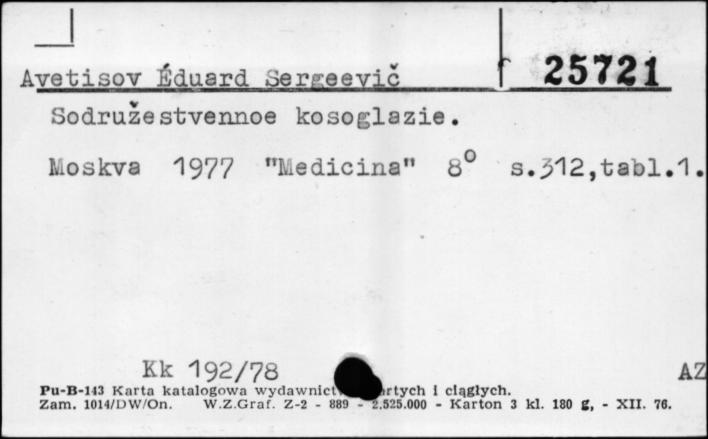 Avetisov Éduard Sergeevič 25721
Sodružestvennoe kosoglazie.
Moskva 1977 "Medicina" 8° s.312,tabl.1.
Kk 192/78 AZ
Pu-B-143 Karta katalogowa wydawnict rtych i ciągłych.
Zam. 1014/DW/On. W.Z.Graf. Z-2 - 889 - 2.525.000 - Karton 3 kl. 180 g, - XII. 76.